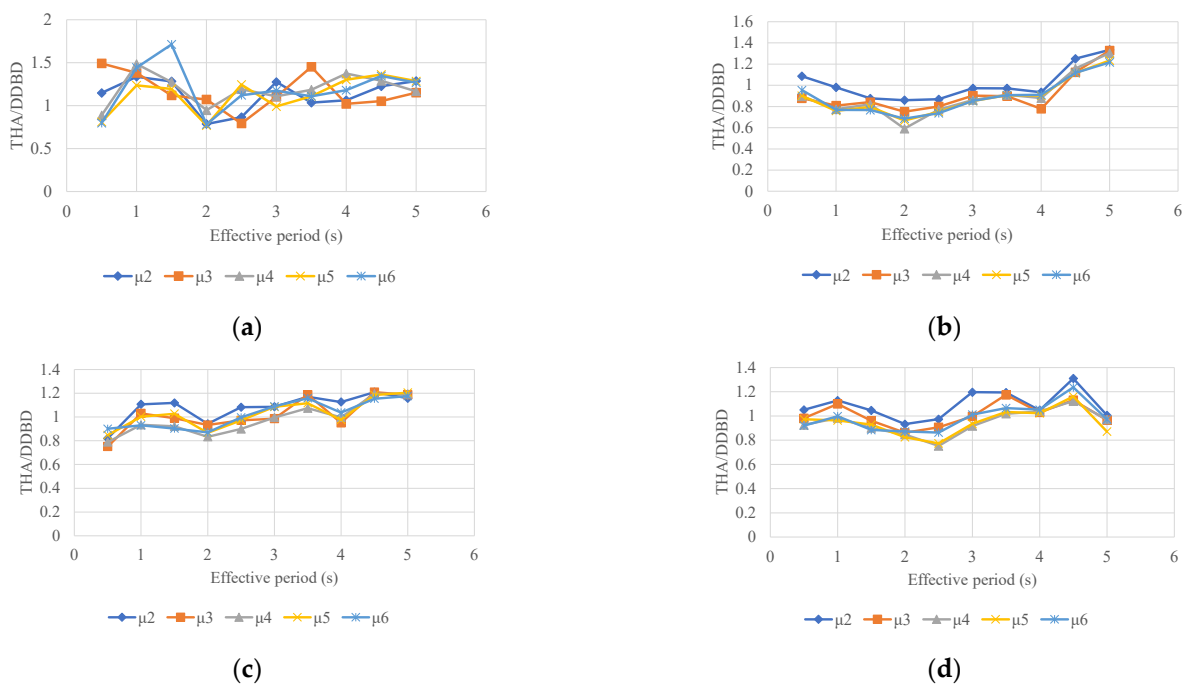 2
1.5
1
0.5
0
THA/DDBD
0 1 2 3 4 5 6
Effective period (s)
μ2 μ3 μ4 μ5 μ6
(a)
1.6
1.4
1.2
1
0.8
0.6
0.4
0.2
0
THA/DDBD
0 1 2 3 4 5 6
Effective period (s)
μ2 μ3 μ4 μ5 μ6
(b)
1.4
1.2
1
0.8
0.6
0.4
0.2
0
THA/DDBD
0 1 2 3 4 5 6
Effective period (s)
μ2 μ3 μ4 μ5 μ6
(c)
1.4
1.2
1
0.8
0.6
0.4
0.2
0
THA/DDBD
0 1 2 3 4 5 6
Effective period (s)
μ2 μ3 μ4 μ5 μ6
(d)